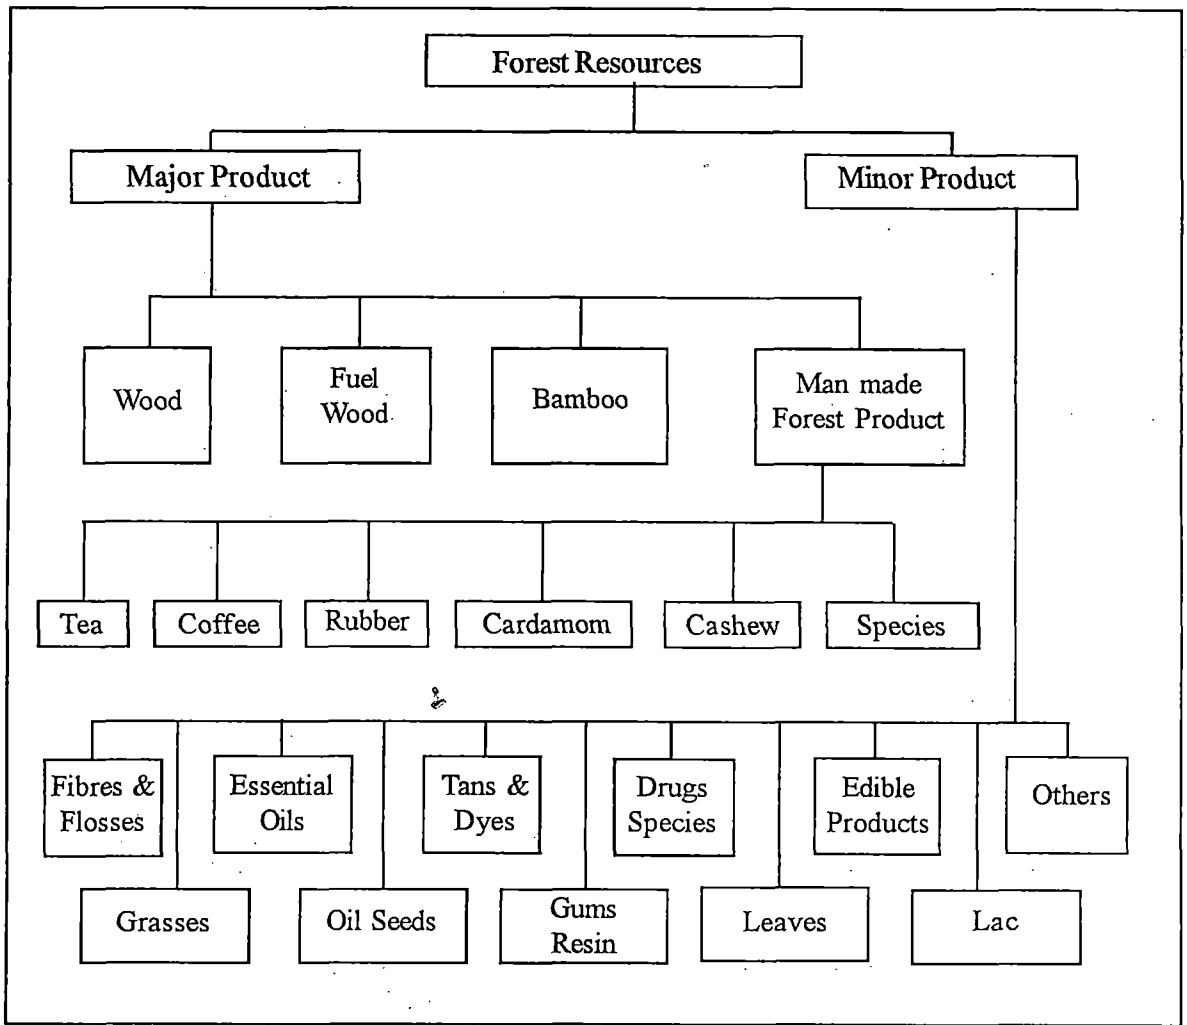 Forest Resources
Major Product
Minor Product
Wood
Fuel
Wood
Bamboo
Man made
Forest Product
Tea
Coffee
Rubber
Cardamom
Cashew
Species
Fibres &
Flosses
Essential
Oils
Tans &
Dyes
Drugs
Species
Edible
Products
Others
Grasses
Oil Seeds
Gums
Resin
Leaves
Lac